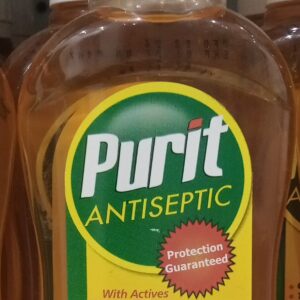 Purit
ANTISEPTIC
Protection
Guaranteed
With Actives